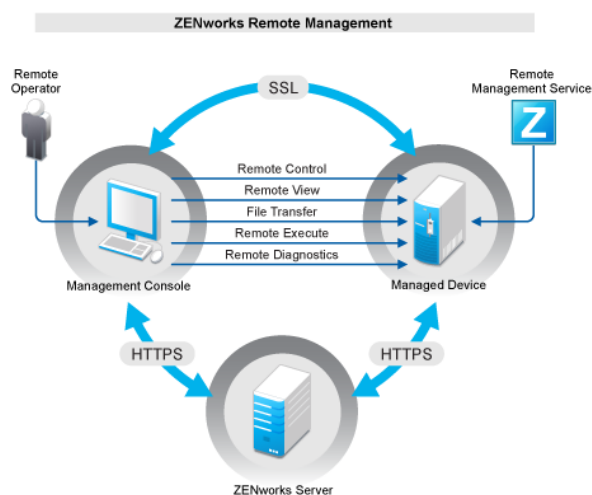 ZENworks Remote Management
Remote
Operator
SSL
Remote
Management Service
Z
Remote Control
Remote View
File Transfer
Remote Execute
Remote Diagnostics
Management Console
Managed Device
HTTPS
HTTPS
ZENworks Server